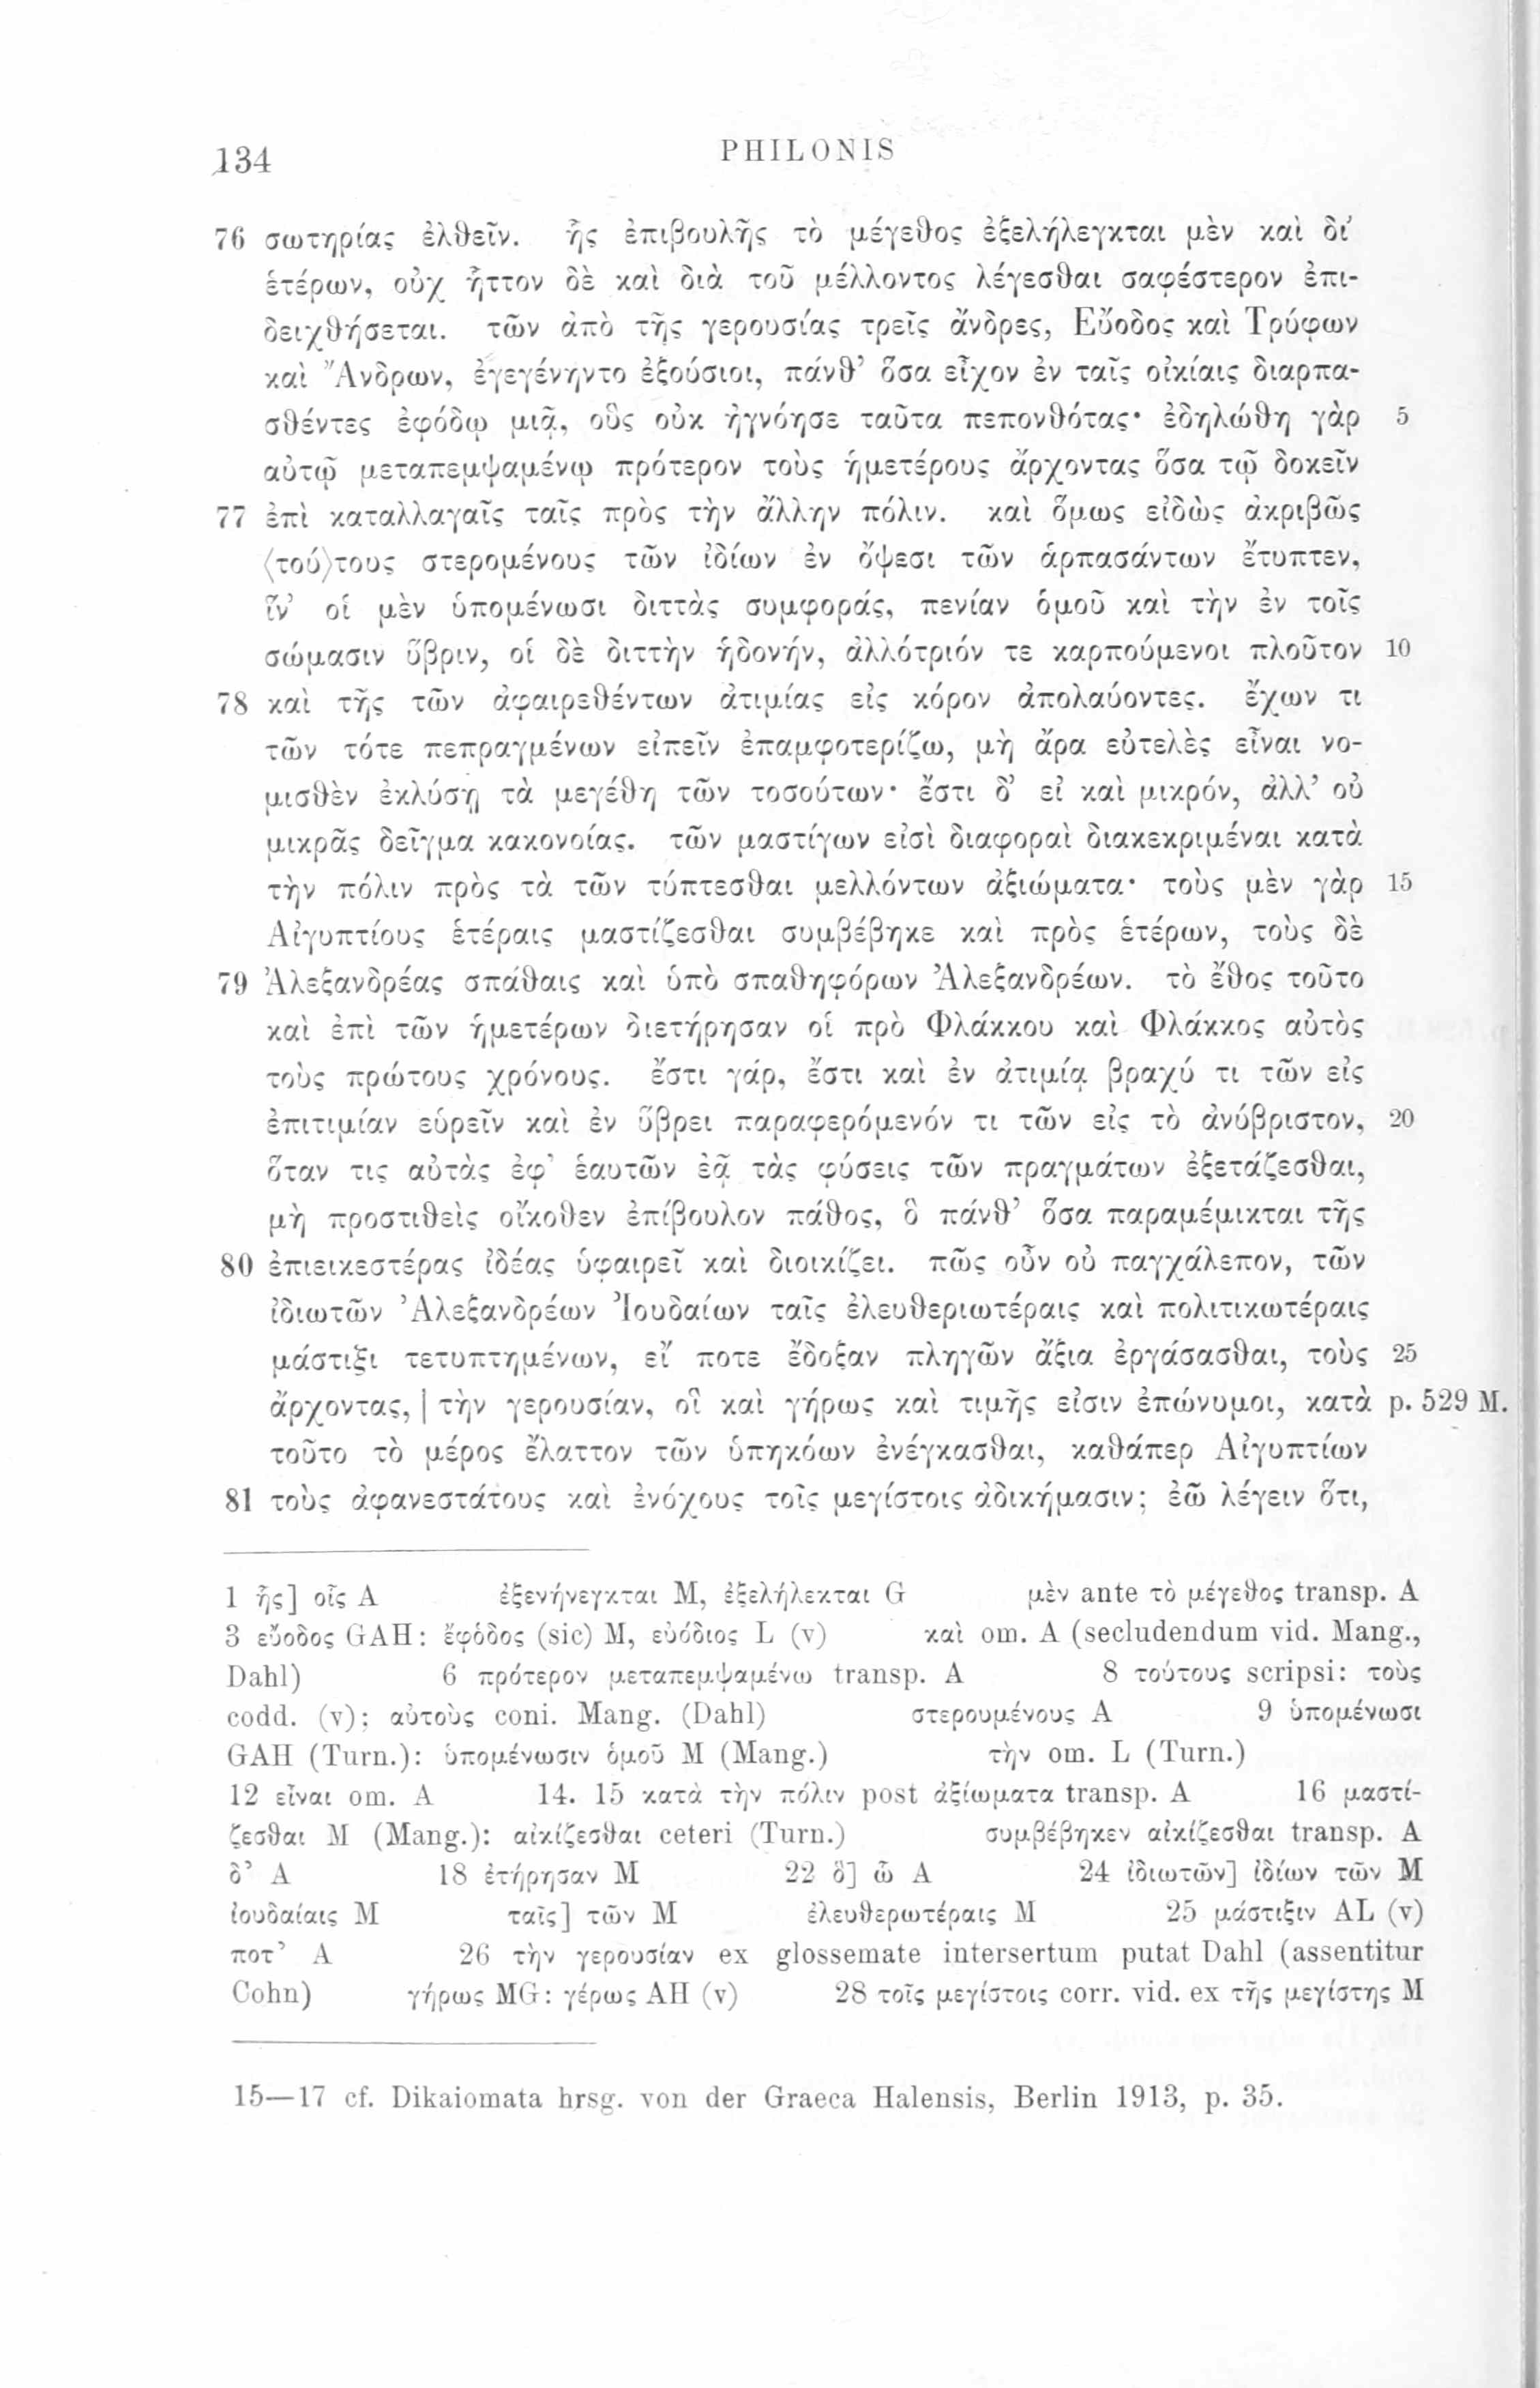 134 PHILONIS
76 σωτηρίας ἐλθεῖν. ἧς ἐπιβουλῆς τὸ μέγεθος ἐξελήλεγκται μὲν καὶ δι’
ἑτέρων, οὐχ ἧττον δὲ καὶ διὰ τοῦ μέλλοντος λέγεσθαι σαφέστερον ἐπι-
δειχθήσεται. τῶν ἀπὸ τῆς γερουσίας τρεῖς ἄνδρες, Εὔοδος καὶ Τρύφων
καὶ Ἄνδρων, ἐγεγένηντο ἐξούσιοι, πάνθ’ ὅσα εἶχον ἐν ταῖς οἰκίαις διαρπα-
σθέντες ἐφόδῳ μιᾷ, οὓς οὐκ ἠγνόησε ταῦτα πεπονθότας· ἐδηλώθη γὰρ 5
αὐτῷ μεταπεμψαμένῳ πρότερον τοὺς ἡμετέρους ἄρχοντας ὅσα τῷ δοκεῖν
77 ἐπὶ καταλλαγαῖς ταῖς πρὸς τὴν ἄλλην πόλιν. καὶ ὅμως εἰδὼς ἀκριβῶς
⟨τού⟩τους στερομένους τῶν ἰδίων ἐν ὄψεσι τῶν ἁρπασάντων ἔτυπτεν,
ἵν’ οἱ μὲν ὑπομένωσι διττὰς συμφοράς, πενίαν ὁμοῦ καὶ τὴν ἐν τοῖς
σώμασιν ὕβριν, οἱ δὲ διττὴν ἡδονήν, ἀλλότριόν τε καρπούμενοι πλοῦτον 10
78 καὶ τῆς τῶν ἀφαιρεθέντων ἀτιμίας εἰς κόρον ἀπολαύοντες. ἔχων τι
τῶν τότε πεπραγμένων εἰπεῖν ἐπαμφοτερίζω, μὴ ἄρα εὐτελὲς εἶναι νο-
μισθὲν ἐκλύσῃ τὰ μεγέθη τῶν τοσούτων· ἔστι δ’ εἰ καὶ μικρόν, ἀλλ’ οὐ
μικρᾶς δεῖγμα κακονοίας. τῶν μαστίγων εἰσὶ διαφοραὶ διακεκριμέναι κατὰ
τὴν πόλιν πρὸς τὰ τῶν τύπτεσθαι μελλόντων ἀξιώματα· τοὺς μὲν γὰρ 15
Αἰγυπτίους ἑτέραις μαστίζεσθαι συμβέβηκε καὶ πρὸς ἑτέρων, τοὺς δὲ
79 Ἀλεξανδρέας σπάθαις καὶ ὑπὸ σπαθηφόρων Ἀλεξανδρέων. τὸ ἔθος τοῦτο
καὶ ἐπὶ τῶν ἡμετέρων διετήρησαν οἱ πρὸ Φλάκκου καὶ Φλάκκος αὐτὸς
τοὺς πρώτους χρόνους. ἔστι γάρ, ἔστι καὶ ἐν ἀτιμίᾳ βραχύ τι τῶν εἰς
ἐπιτιμίαν εὑρεῖν καὶ ἐν ὕβρει παραφερόμενόν τι τῶν εἰς τὸ ἀνύβριστον, 20
ὅταν τις αὐτὰς ἐφ’ ἑαυτῶν ἐᾷ τὰς φύσεις τῶν πραγμάτων ἐξετάζεσθαι,
μὴ προστιθεὶς οἴκοθεν ἐπίβουλον πάθος, ὃ πάνθ’ ὅσα παραμέμικται τῆς
80 ἐπιεικεστέρας ἰδέας ὑφαιρεῖ καὶ διοικίζει. πῶς οὖν οὐ παγχάλεπον, τῶν
ἰδιωτῶν Ἀλεξανδρέων Ἰουδαίων ταῖς ἐλευθεριωτέραις καὶ πολιτικωτέραις
μάστιξι τετυπτημένων, εἴ ποτε ἔδοξαν πληγῶν ἄξια ἐργάσασθαι, τοὺς 25
ἄρχοντας, | τὴν γερουσίαν, οἳ καὶ γήρως καὶ τιμῆς εἰσιν ἐπώνυμοι, κατὰ p. 529 M.
τοῦτο τὸ μέρος ἔλαττον τῶν ὑπηκόων ἐνέγκασθαι, καθάπερ Αἰγυπτίων
81 τοὺς ἀφανεστάτους καὶ ἐνόχους τοῖς μεγίστοις ἀδικήμασιν; ἐῶ λέγειν ὅτι,
1 ἧς] οἷς A ἐξενήνεγκται M, ἐξελήλεκται G μὲν ante τὸ μέγεθος transp. A
3 εὔοδος GAH: ἔφόδος (sic) M, εὐόδιος L (v) καὶ om. A (secludendum vid. Mang.,
Dahl) 6 πρότερον μεταπεμψαμένω transp. A 8 τούτους scripsi: τοὺς
codd. (v); αὐτοὺς coni. Mang. (Dahl) στερουμένους A 9 ὑπομένωσι
GAH (Turn.): ὑπομένωσιν ὁμοῦ M (Mang.) τὴν om. L (Turn.)
12 εἶναι om. A 14. 15 κατὰ τὴν πόλιν post ἀξίωματα transp. A 16 μαστί-
ζεσθαι M (Mang.): αἰκίζεσθαι ceteri (Turn.) συμβέβηκεν αἰκίζεσθαι transp. A
δ’ A 18 ἐτήρησαν M 22 ὃ] ὦ A 24 ἰδιωτῶν] ἰδίων τῶν M
ἰουδαίαις M ταῖς] τῶν M ἐλευθερωτέραις M 25 μάστιξιν AL (v)
ποτ’ A 26 τὴν γερουσίαν ex glossemate intersertum putat Dahl (assentitur
Cohn) γήρως MG: γέρως AH (v) 28 τοῖς μεγίστοις corr. vid. ex τῆς μεγίστης M
15—17 cf. Dikaiomata hrsg. von der Graeca Halensis, Berlin 1913, p. 35.